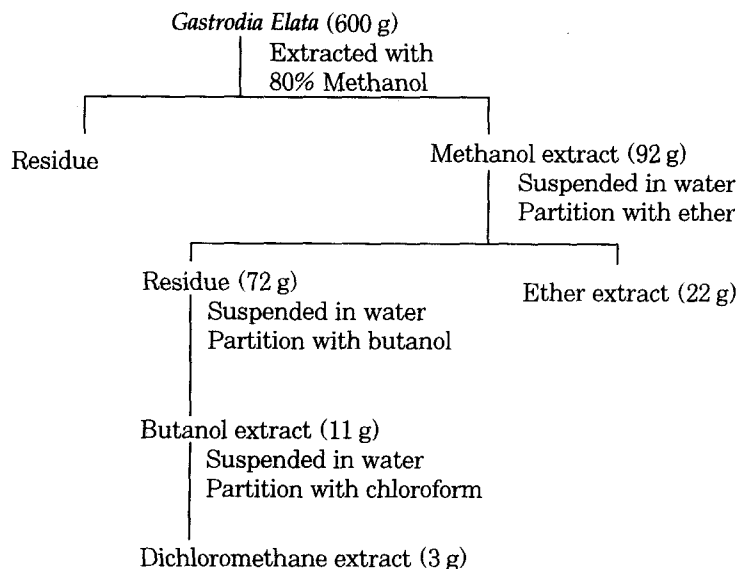 Gastrodia Elata (600 g)
Extracted with
80% Methanol
Residue
Methanol extract (92 g)
Suspended in water
Partition with ether
Residue (72 g)
Suspended in water
Partition with butanol
Ether extract (22 g)
Butanol extract (11 g)
Suspended in water
Partition with chloroform
Dichloromethane extract (3 g)